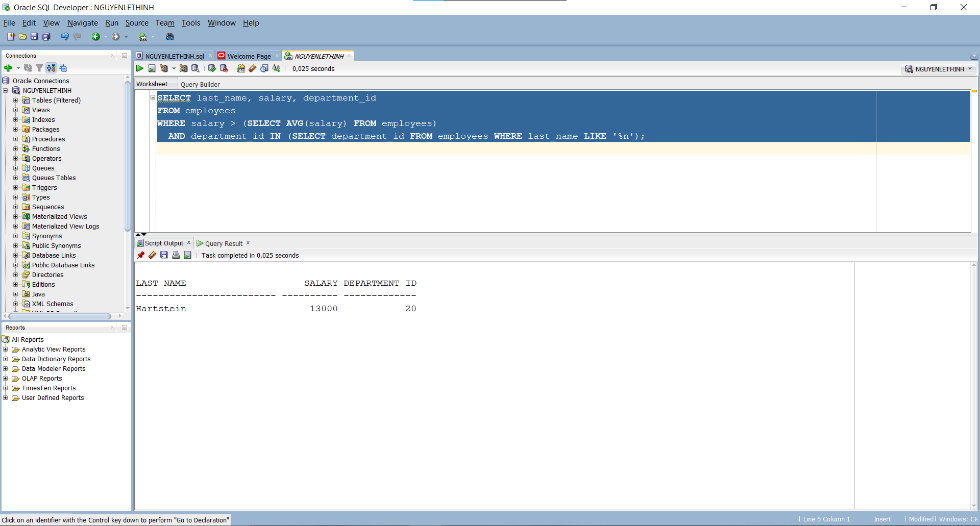 Oracle SQL Developer : NGUYENLETHINH
File Edit View Navigate Run Source Team Tools Window Help
Connections
NGUYENLETHINH.sql Welcome Page NGUYENLETHINH
0,025 seconds
NGUYENLETHINH
Worksheet Query Builder
Oracle Connections
NGUYENLETHINH
Tables (Filtered)
Views
Indexes
Packages
Procedures
Functions
Operators
Queues
Queues Tables
Triggers
Types
Sequences
Materialized Views
Materialized View Logs
Synonyms
Public Synonyms
Database Links
Public Database Links
Directories
Editions
Java
XML Schemas
SELECT last_name, salary, department_id
FROM employees
WHERE salary > (SELECT AVG(salary) FROM employees)
AND department_id IN (SELECT department_id FROM employees WHERE last_name LIKE '%n');
Script Output Query Result
Task completed in 0,025 seconds
LAST_NAME SALARY DEPARTMENT_ID
------------------------- ---------- -------------
Hartstein 13000 20
Reports
All Reports
Analytic View Reports
Data Dictionary Reports
Data Modeler Reports
OLAP Reports
TimesTen Reports
User Defined Reports
Click on an identifier with the Control key down to perform "Go to Declaration"
Line 5 Column 1 Insert Modified Windows: CF